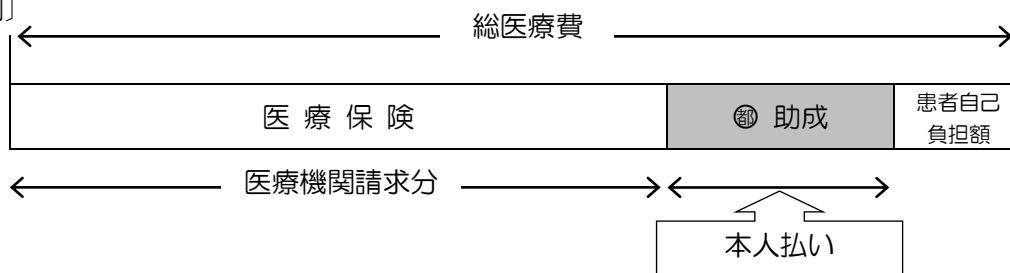 総医療費
医 療 保 険
㊞ 助成
患者自己
負担額
医療機関請求分
本人払い